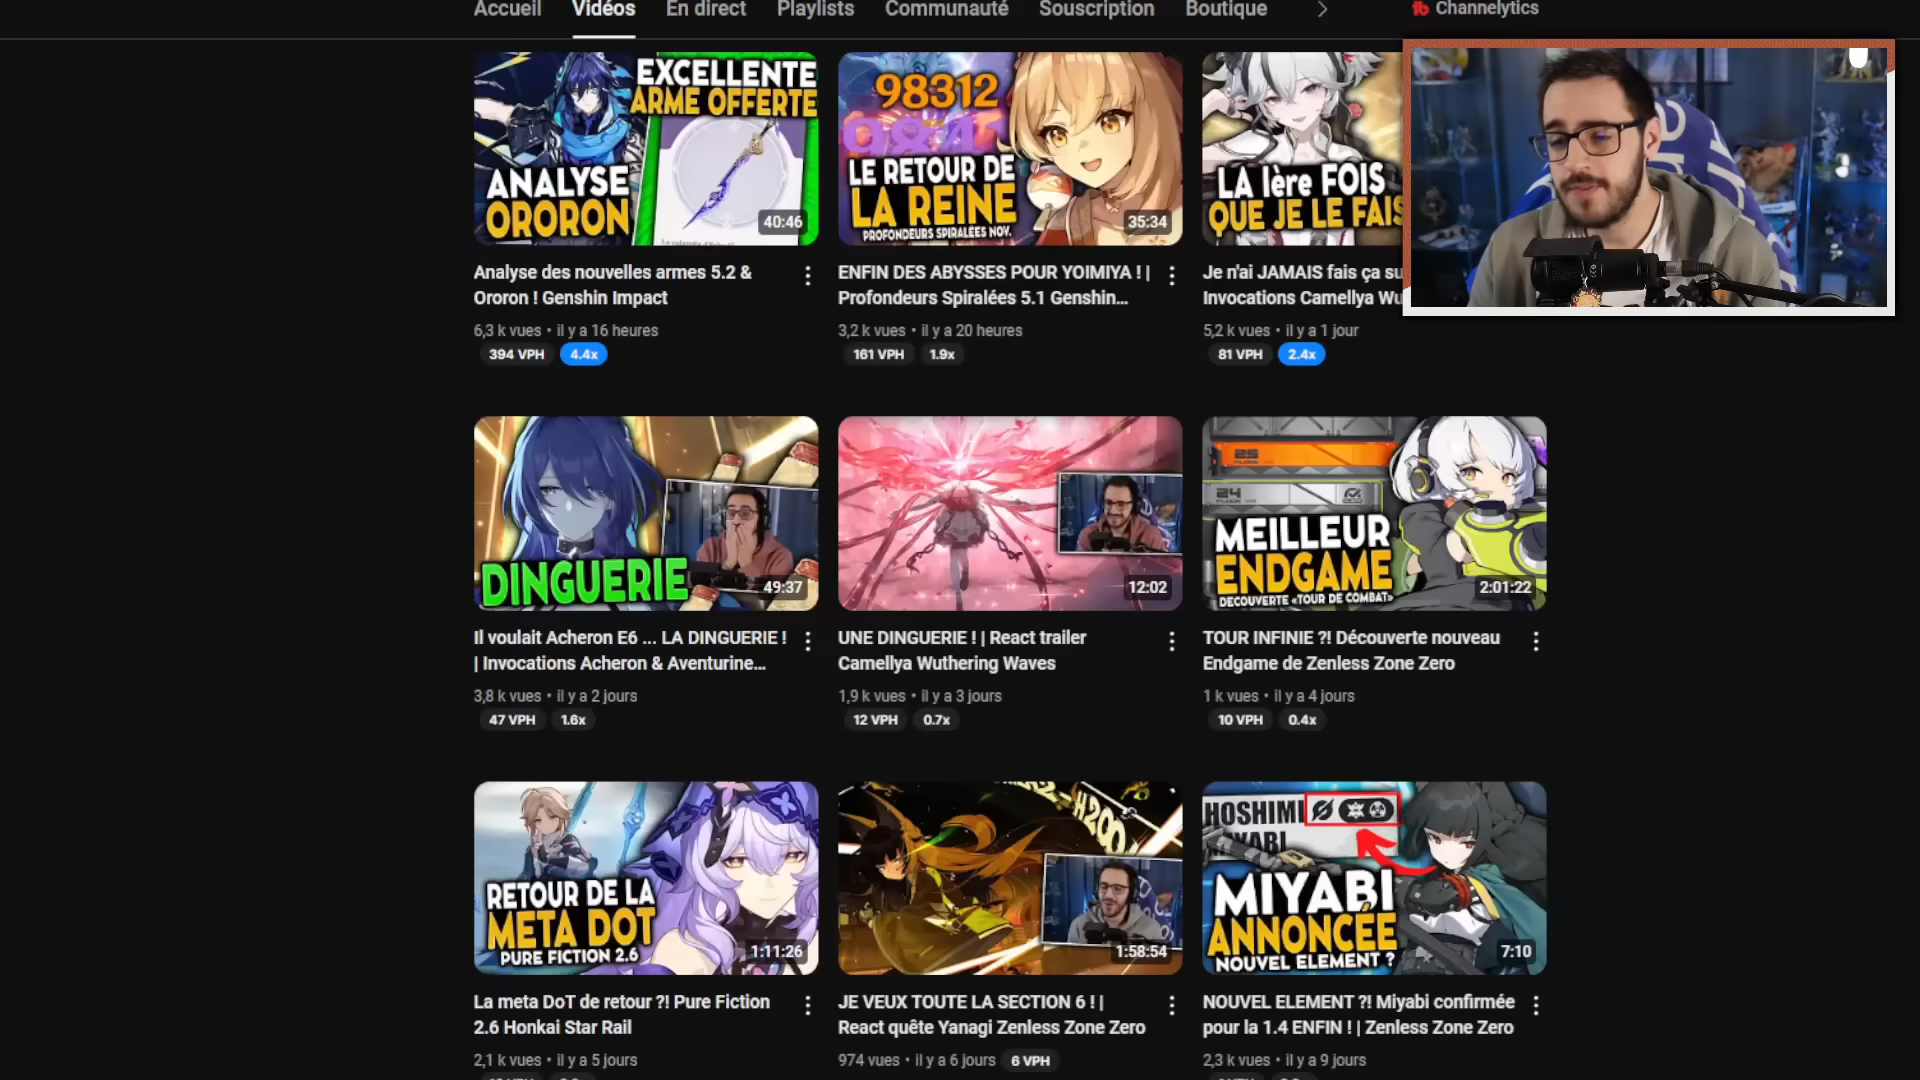 Accueil Vidéos En direct Playlists Communauté Souscription Boutique Channelytics
EXCELLENTE
ARME OFFERTE
ANALYSE
ORORON
40:46
98312
LE RETOUR DE
LA REINE
PROFONDEURS SPIRALÉES NOV.
35:34
LA 1ère FOIS
QUE JE LE FAIS
Analyse des nouvelles armes 5.2 &
Ororon ! Genshin Impact
6,3 k vues • il y a 16 heures
394 VPH 4.4x
ENFIN DES ABYSSES POUR YOIMIYA ! |
Profondeurs Spiralées 5.1 Genshin...
3,2 k vues • il y a 20 heures
161 VPH 1.9x
Je n'ai JAMAIS fais ça su
Invocations Camellya Wu
5,2 k vues • il y a 1 jour
81 VPH 2.4x
DINGUERIE
49:37
12:02
25
24
MEILLEUR
ENDGAME
DECOUVERTE «TOUR DE COMBAT»
2:01:22
Il voulait Acheron E6 ... LA DINGUERIE !
| Invocations Acheron & Aventurine...
3,8 k vues • il y a 2 jours
47 VPH 1.6x
UNE DINGUERIE ! | React trailer
Camellya Wuthering Waves
1,9 k vues • il y a 3 jours
12 VPH 0.7x
TOUR INFINIE ?! Découverte nouveau
Endgame de Zenless Zone Zero
1 k vues • il y a 4 jours
10 VPH 0.4x
RETOUR DE LA
META DOT
PURE FICTION 2.6
1:11:26
H200
1:58:54
HOSHIMI
MIYABI
MIYABI
ANNONCÉE
NOUVEL ELEMENT ?
7:10
La meta DoT de retour ?! Pure Fiction
2.6 Honkai Star Rail
2,1 k vues • il y a 5 jours
JE VEUX TOUTE LA SECTION 6 ! |
React quête Yanagi Zenless Zone Zero
974 vues • il y a 6 jours 6 VPH
NOUVEL ELEMENT ?! Miyabi confirmée
pour la 1.4 ENFIN ! | Zenless Zone Zero
2,3 k vues • il y a 9 jours